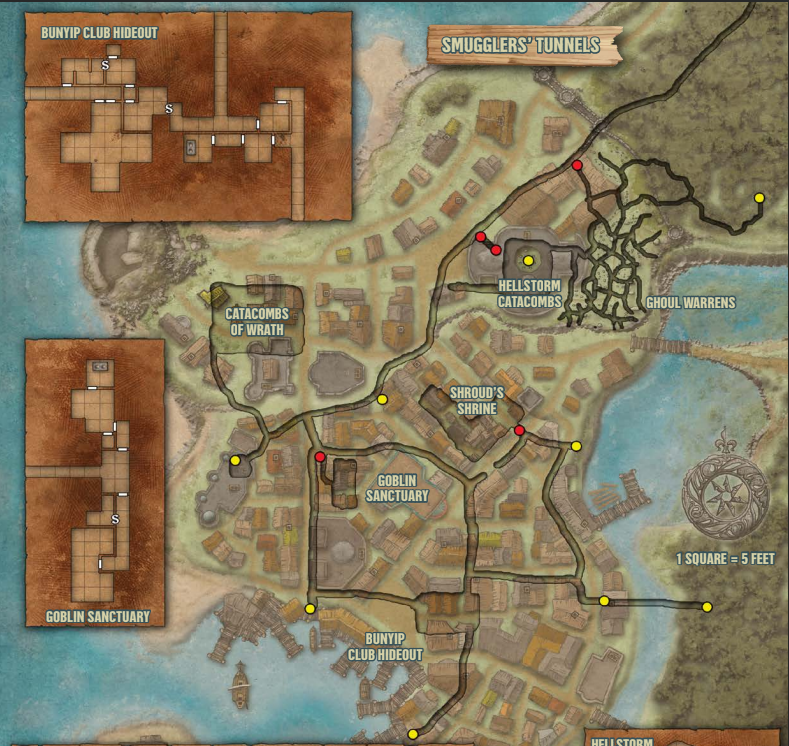 BUNYIP CLUB HIDEOUT
S
S
SMUGGLERS' TUNNELS
HELLSTORM
CATACOMBS
GHOUL WARRENS
CATACOMBS
OF WRATH
SHROUD'S
SHRINE
GOBLIN
SANCTUARY
S
GOBLIN SANCTUARY
1 SQUARE = 5 FEET
BUNYIP
CLUB HIDEOUT
HELLSTORM